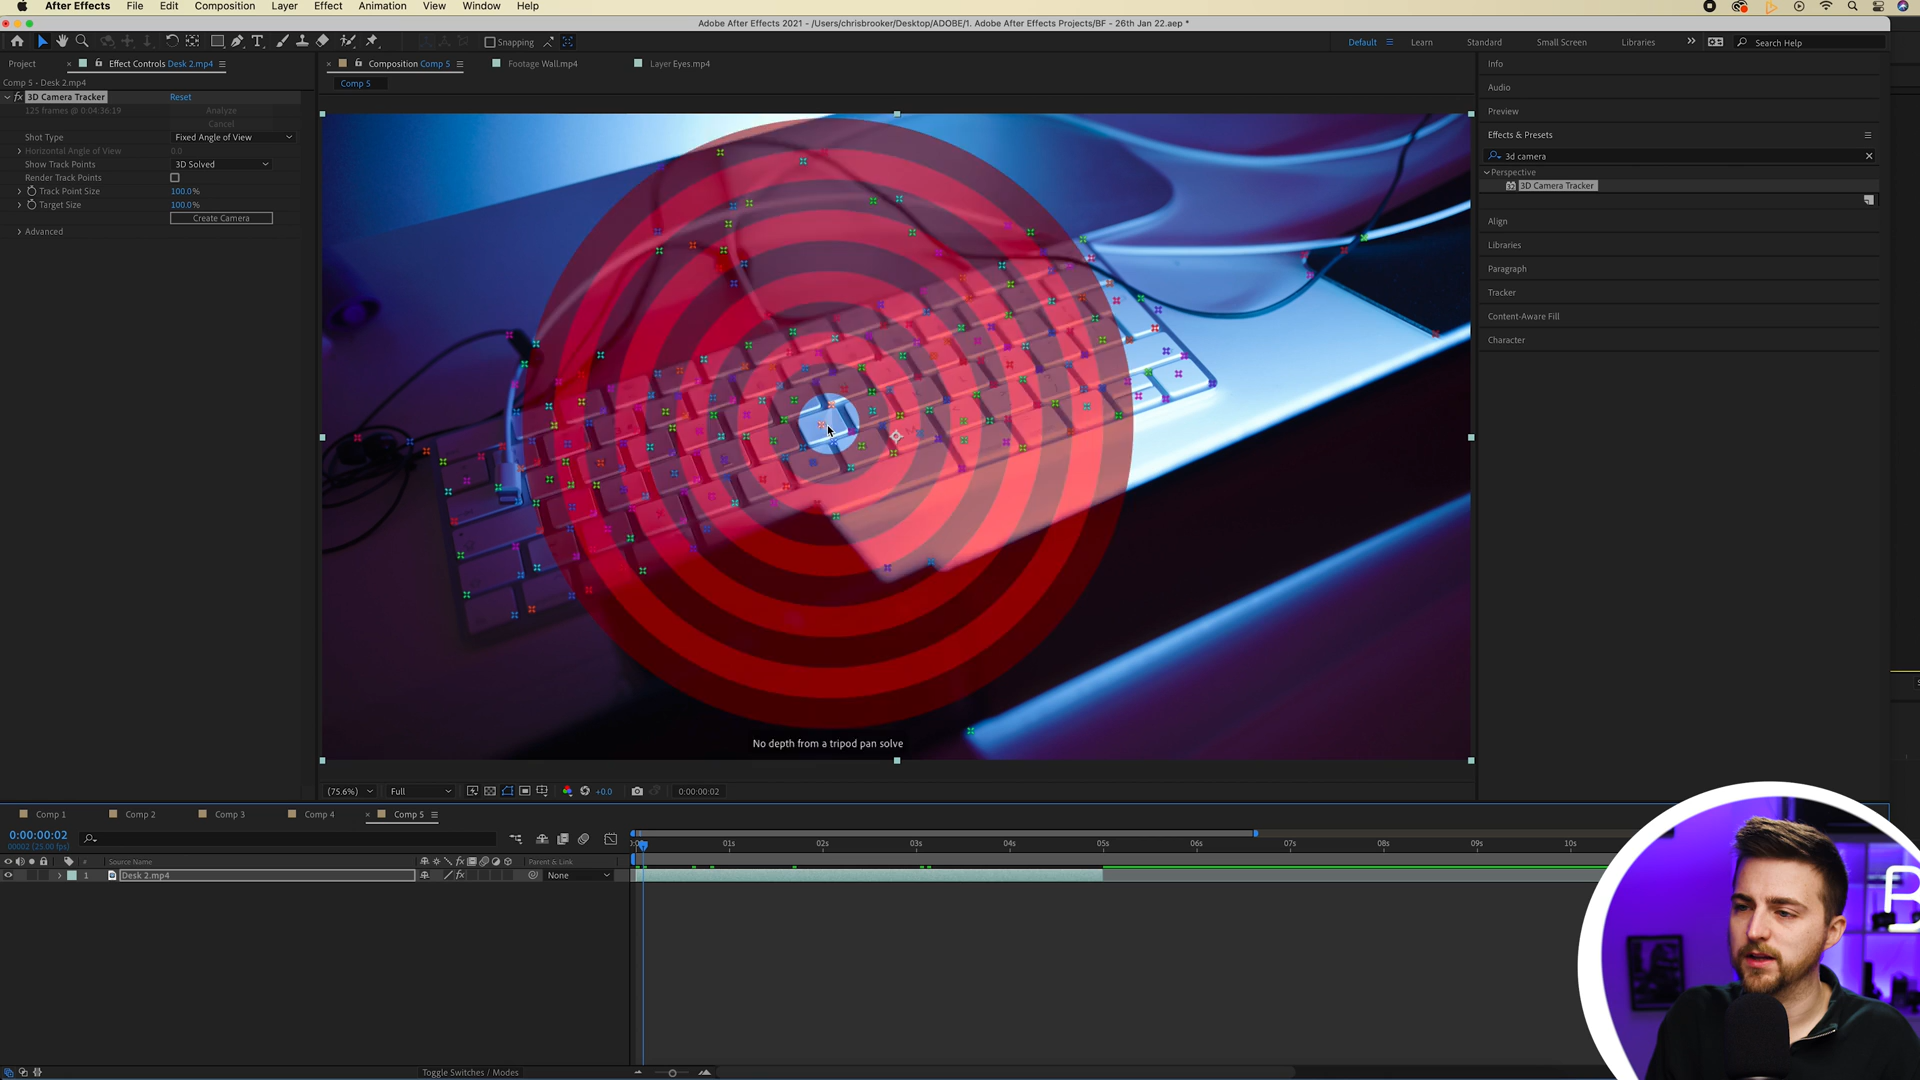 After Effects File Edit Composition Layer Effect Animation View Window Help
Adobe After Effects 2021 - /Users/chrisbrooker/Desktop/ADOBE/1. Adobe After Effects Projects/BF - 26th Jan 22.aep *
Snapping Default Learn Standard Small Screen Libraries Search Help
Project Effect Controls Desk 2.mp4 Composition Comp 5 Footage Wall.mp4 Layer Eyes.mp4 Info
Comp 5 • Desk 2.mp4 Comp 5
Audio
3D Camera Tracker Reset
125 frames @ 0:04:36:19 Analyze Preview
Cancel
Shot Type Fixed Angle of View Effects & Presets
Horizontal Angle of View 0.0 3d camera
Show Track Points 3D Solved
Render Track Points Perspective
Track Point Size 100.0% 3D Camera Tracker
Target Size 100.0%
Create Camera Align
Advanced
Libraries
Paragraph
Tracker
Content-Aware Fill
Character
No depth from a tripod pan solve
(75.6%) Full +0.0 0:00:00:02
Comp 1 Comp 2 Comp 3 Comp 4 Comp 5
0:00:00:02
00002 (25.00 fps) 01s 02s 03s 04s 05s 06s 07s 08s 09s 10s
# Source Name Parent & Link
1 Desk 2.mp4 None
Toggle Switches / Modes